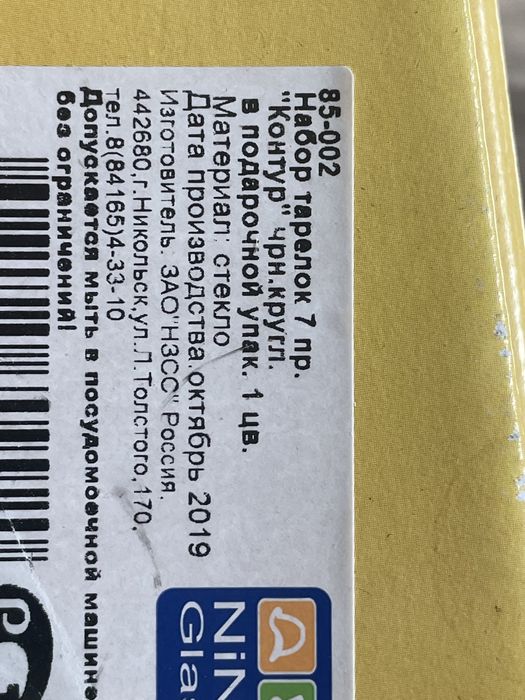 85-002
Набор тарелок 7 пр.
"Контур" чрн.кругл.
в подарочной упак. 1 цв.
Материал: стекло
Дата производства:октябрь 2019
Изготовитель: ЗАО"НЗСС" Россия.
442680,г.Никольск,ул.Л.Толстого,170,
тел.8(84165)4-33-10
Допускается мыть в посудомоечной машине
без ограничений!